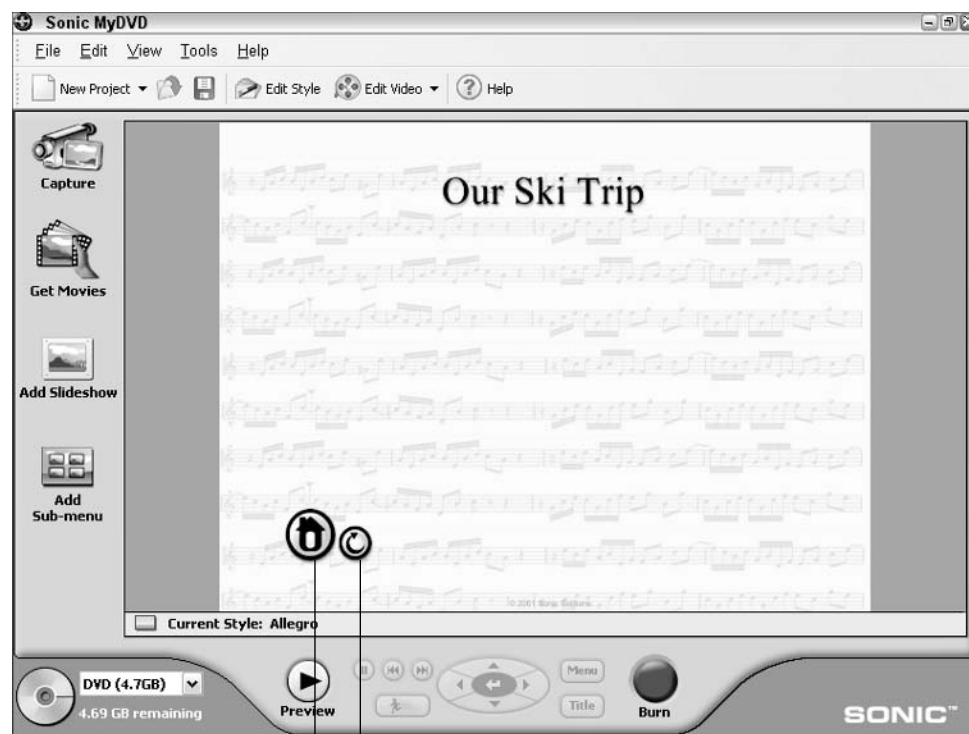 Sonic MyDVD
File Edit View Tools Help
New Project Edit Style Edit Video Help
Capture
Get Movies
Add Slideshow
Add
Sub-menu
Our Ski Trip
Current Style: Allegro
DVD (4.7GB)
4.69 GB remaining
Preview
Menu
Title
Burn
SONIC™